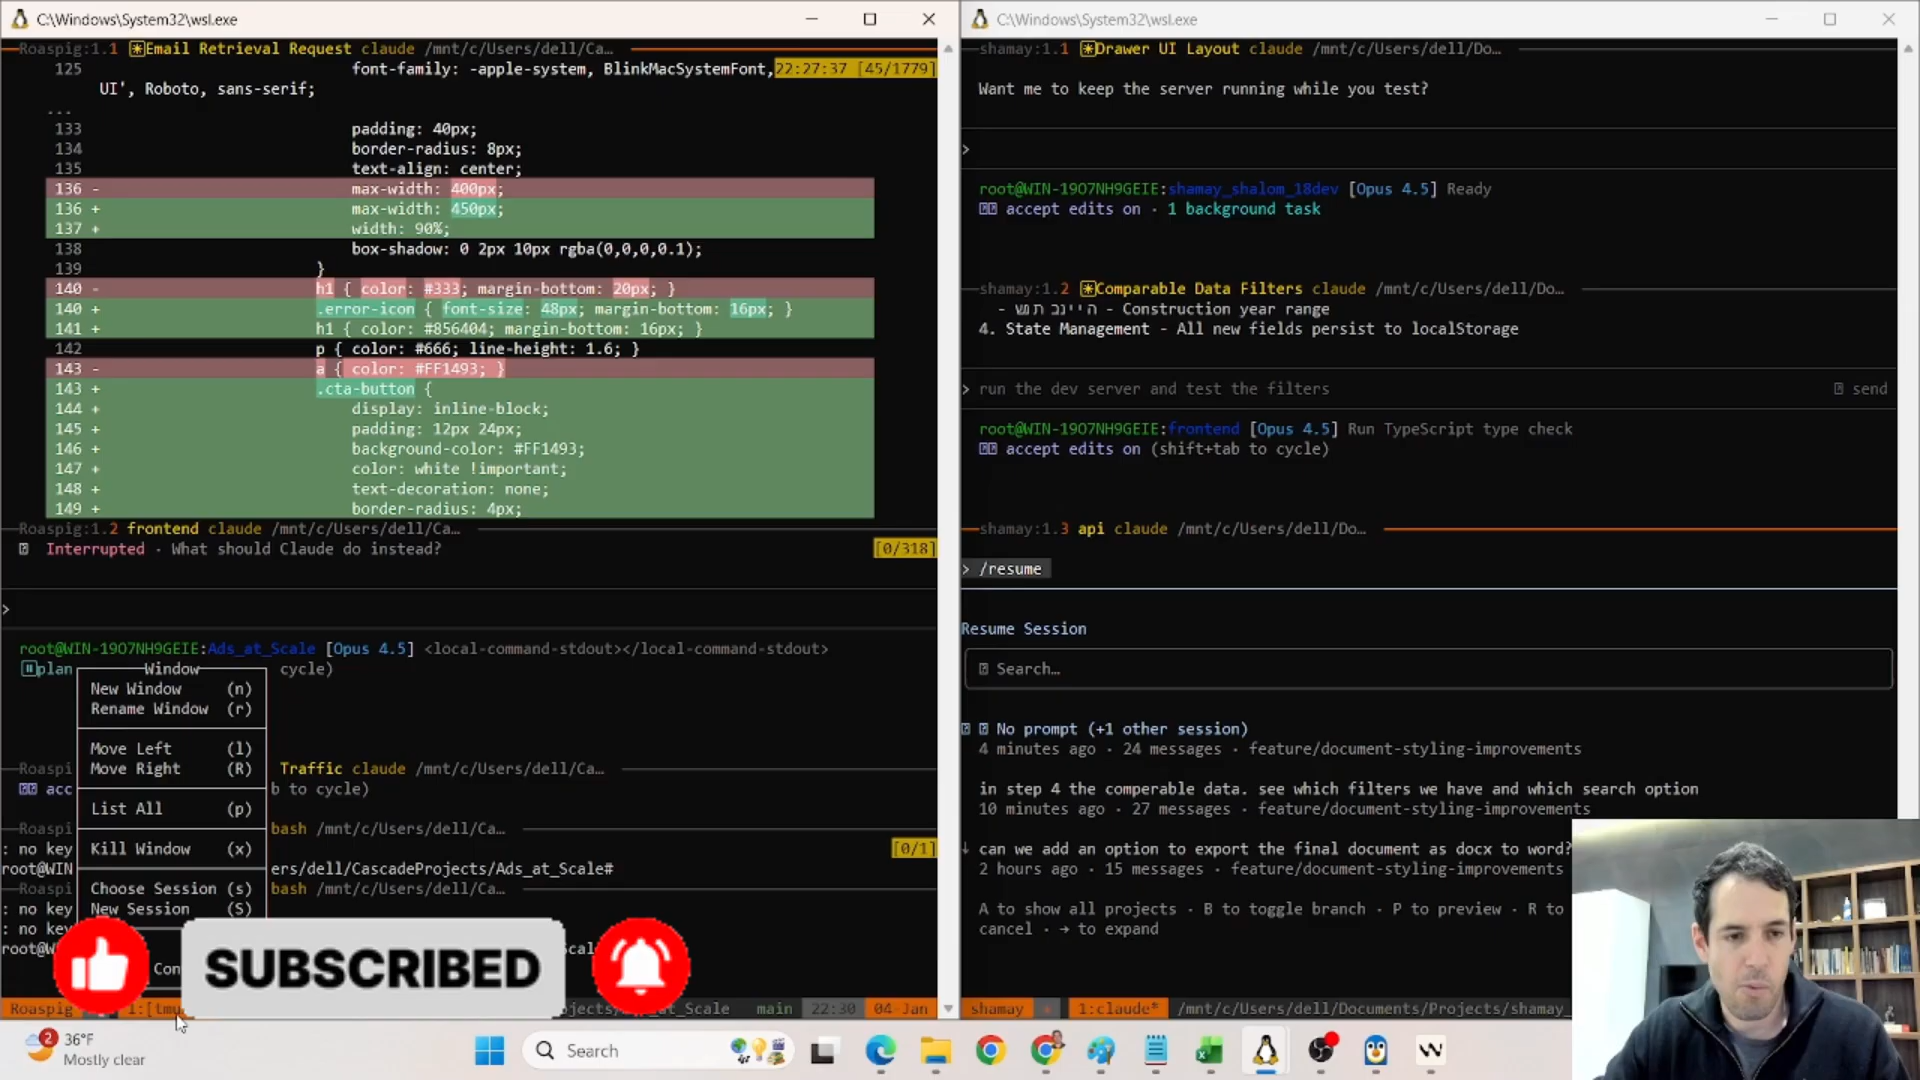 C:\Windows\System32\wsl.exe
Roaspig:1.1 Email Retrieval Request claude /mnt/c/Users/dell/Ca…
125 font-family: -apple-system, BlinkMacSystemFont, 22:27:37 [45/1779]
UI', Roboto, sans-serif;
...
133 padding: 40px;
134 border-radius: 8px;
135 text-align: center;
136 - max-width: 400px;
136 + max-width: 450px;
137 + width: 90%;
138 box-shadow: 0 2px 10px rgba(0,0,0,0.1);
139 }
140 - h1 { color: #333; margin-bottom: 20px; }
140 + .error-icon { font-size: 48px; margin-bottom: 16px; }
141 + h1 { color: #856404; margin-bottom: 16px; }
142 p { color: #666; line-height: 1.6; }
143 - a { color: #FF1493; }
143 + .cta-button {
144 + display: inline-block;
145 + padding: 12px 24px;
146 + background-color: #FF1493;
147 + color: white !important;
148 + text-decoration: none;
149 + border-radius: 4px;
Roaspig:1.2 frontend claude /mnt/c/Users/dell/Ca…
Interrupted · What should Claude do instead? [0/318]
>
root@WIN-19O7NH9GEIE:Ads_at_Scale [Opus 4.5] <local-command-stdout></local-command-stdout>
plan cycle)
Window
New Window (n)
Rename Window (r)
Move Left (l)
Move Right (R)
List All (p)
Kill Window (x)
Choose Session (s)
New Session (S)
Roaspi Traffic claude /mnt/c/Users/dell/Ca…
acc b to cycle)
Roaspi bash /mnt/c/Users/dell/Ca…
: no key [0/1]
root@WIN ers/dell/CascadeProjects/Ads_at_Scale#
Roaspi bash /mnt/c/Users/dell/Ca…
: no key
: no key
SUBSCRIBED
Roaspig main 22:30 04-Jan
C:\Windows\System32\wsl.exe
shamay:1.1 Drawer UI Layout claude /mnt/c/Users/dell/Do…
Want me to keep the server running while you test?
>
root@WIN-19O7NH9GEIE:shamay_shalom_18dev [Opus 4.5] Ready
accept edits on · 1 background task
shamay:1.2 Comparable Data Filters claude /mnt/c/Users/dell/Do…
- Construction year range
4. State Management - All new fields persist to localStorage
> run the dev server and test the filters send
root@WIN-19O7NH9GEIE:frontend [Opus 4.5] Run TypeScript type check
accept edits on (shift+tab to cycle)
shamay:1.3 api claude /mnt/c/Users/dell/Do…
> /resume
Resume Session
Search…
No prompt (+1 other session)
4 minutes ago · 24 messages · feature/document-styling-improvements
in step 4 the comperable data. see which filters we have and which search option
10 minutes ago · 27 messages · feature/document-styling-improvements
↓ can we add an option to export the final document as docx to word?
2 hours ago · 15 messages · feature/document-styling-improvements
A to show all projects · B to toggle branch · P to preview · R to
cancel · → to expand
shamay 1:claude* /mnt/c/Users/dell/Documents/Projects/shamay_
2
36°F
Mostly clear
Search